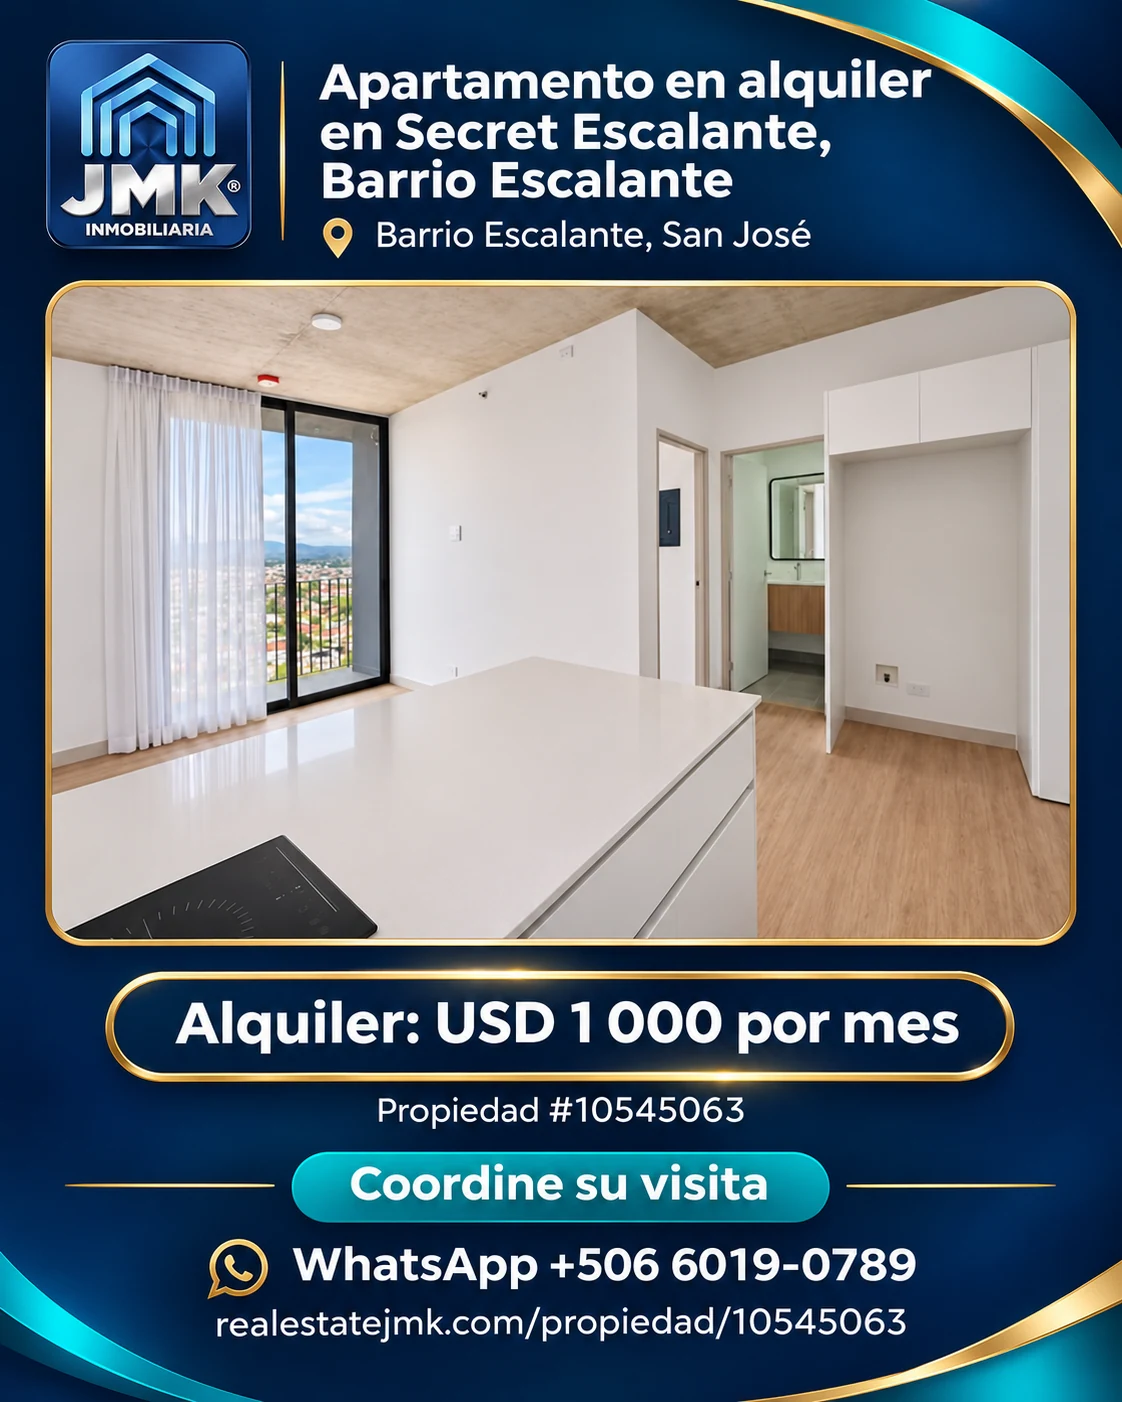 JMK®
INMOBILIARIA
Apartamento en alquiler
en Secret Escalante,
Barrio Escalante
Barrio Escalante, San José
Alquiler: USD 1 000 por mes
Propiedad #10545063
Coordine su visita
WhatsApp +506 6019-0789
realestatejmk.com/propiedad/10545063